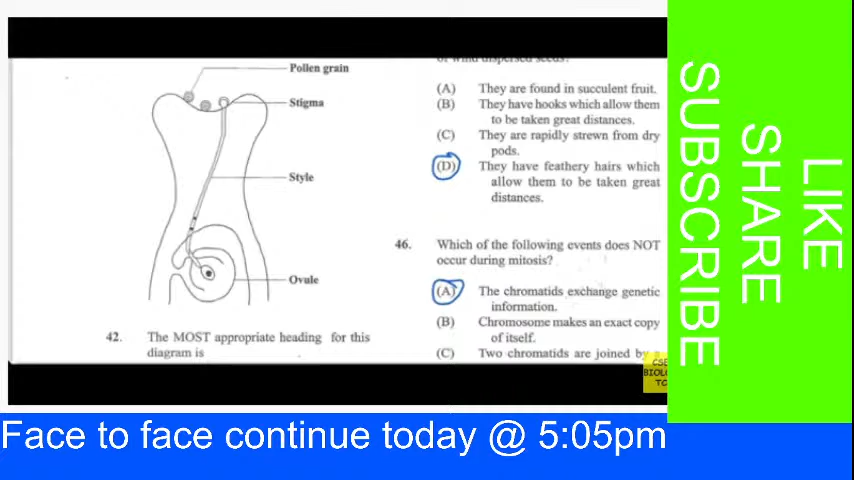 Pollen grain
Stigma
Style
Ovule
42. The MOST appropriate heading for this
diagram is
of wind dispersed seeds?
(A) They are found in succulent fruit.
(B) They have hooks which allow them
to be taken great distances.
(C) They are rapidly strewn from dry
pods.
(D) They have feathery hairs which
allow them to be taken great
distances.
46. Which of the following events does NOT
occur during mitosis?
(A) The chromatids exchange genetic
information.
(B) Chromosome makes an exact copy
of itself.
(C) Two chromatids are joined by a
LIKE
SHARE
SUBSCRIBE
Face to face continue today @ 5:05pm